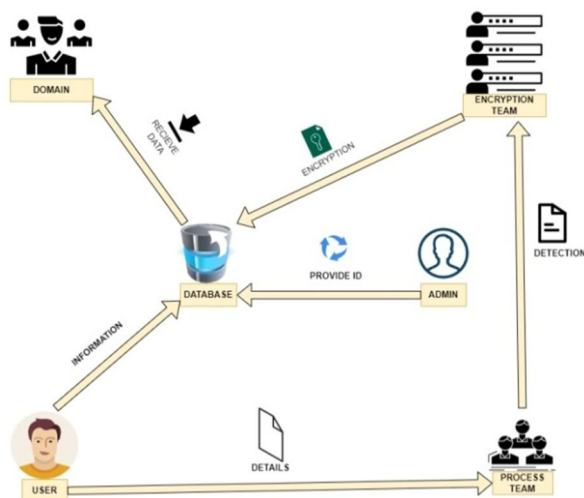 DOMAIN
ENCRYPTION
TEAM
RECIEVE
DATA
ENCRYPTION
DETECTION
PROVIDE ID
DATABASE
ADMIN
INFORMATION
DETAILS
USER
PROCESS
TEAM